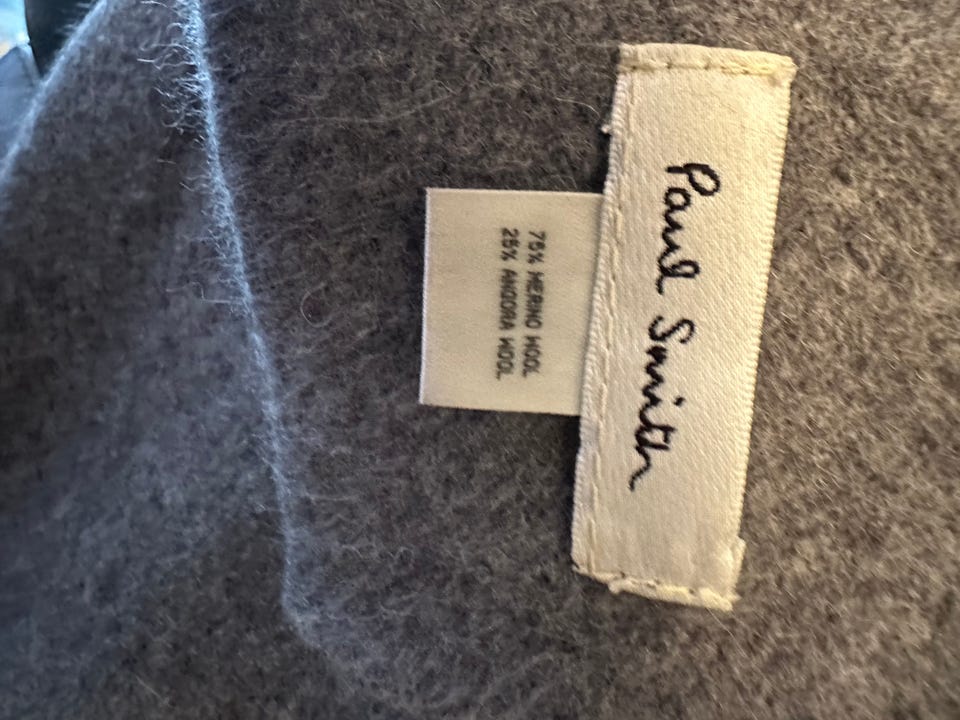 Paul Smith
75% MERINO WOOL
25% ANGORA WOOL